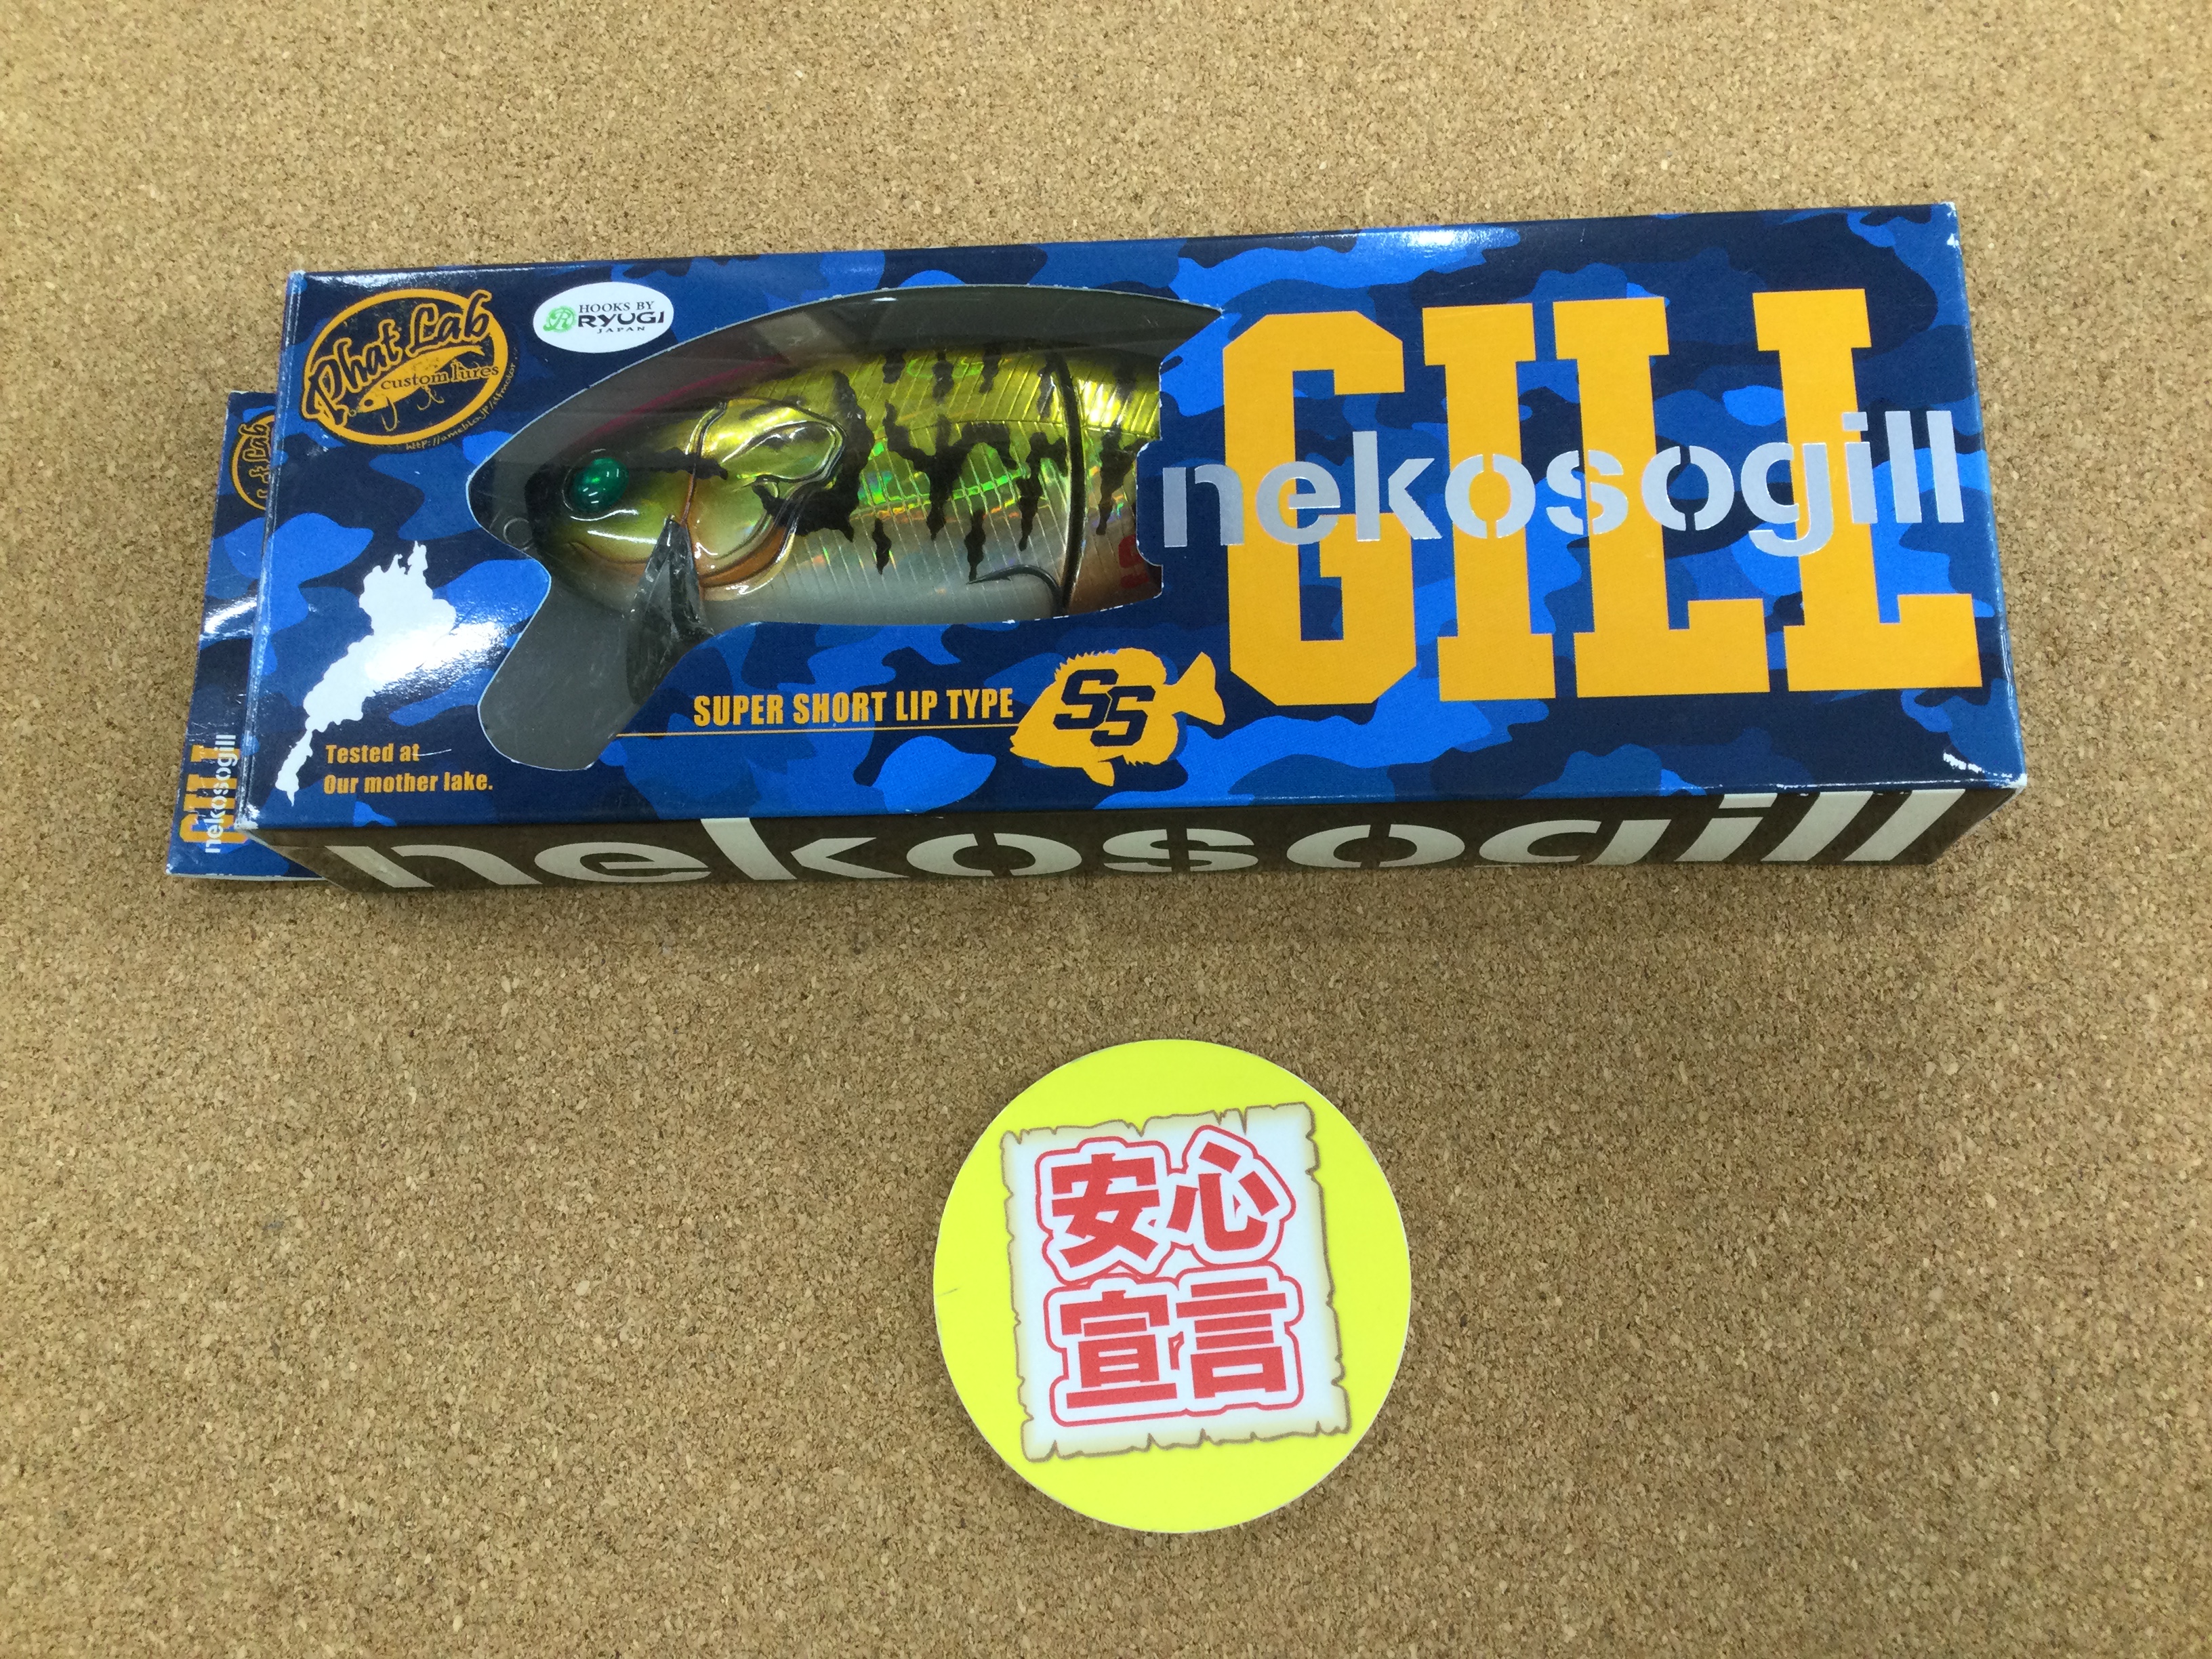 Phat Lab
custom lures
HOOKS BY
RYUGI
JAPAN
GILL
nekosogill
SUPER SHORT LIP TYPE
SS
Tested at
Our mother lake.
nekosogill
GILL
nekosogill
安心
宣言